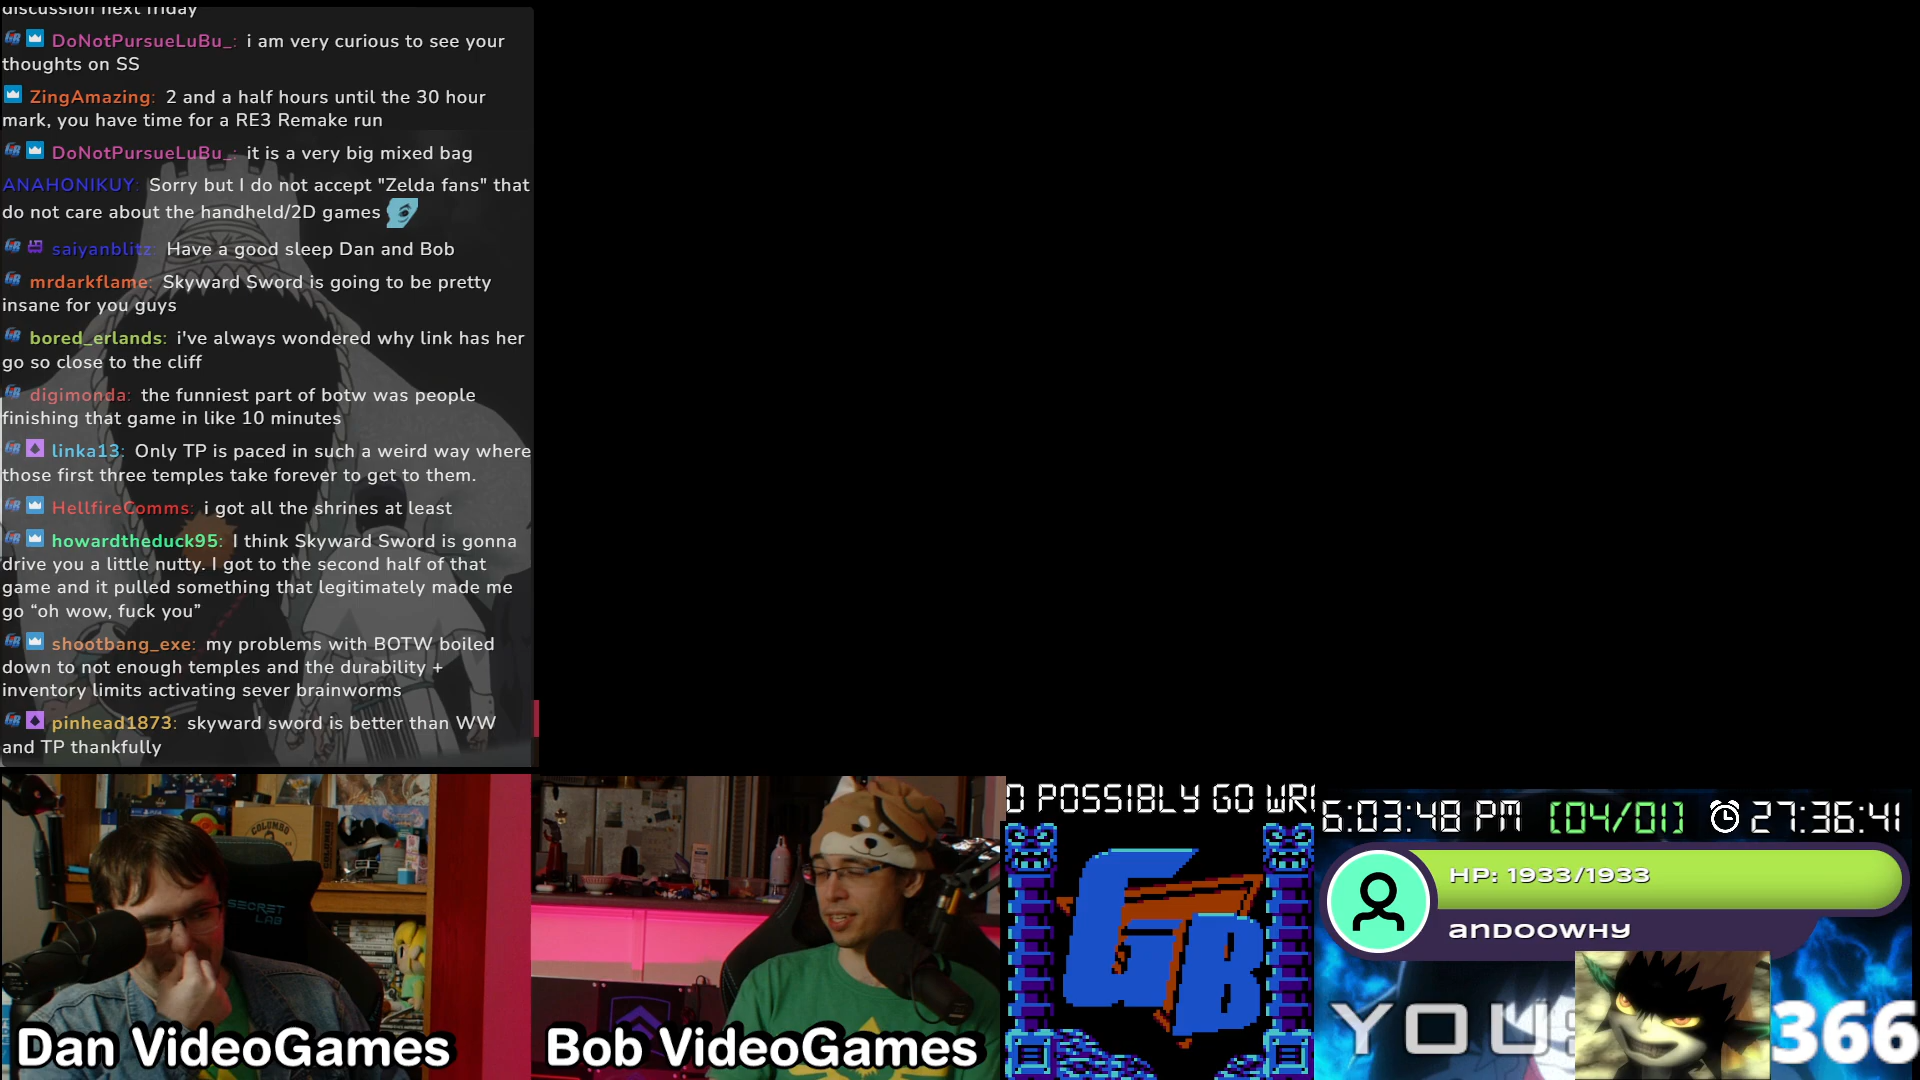 discussion next friday
DoNotPursueLuBu_: i am very curious to see your
thoughts on SS
ZingAmazing: 2 and a half hours until the 30 hour
mark, you have time for a RE3 Remake run
DoNotPursueLuBu_: it is a very big mixed bag
ANAHONIKUY: Sorry but I do not accept "Zelda fans" that
do not care about the handheld/2D games
saiyanblitz: Have a good sleep Dan and Bob
mrdarkflame: Skyward Sword is going to be pretty
insane for you guys
bored_erlands: i've always wondered why link has her
go so close to the cliff
digimonda: the funniest part of botw was people
finishing that game in like 10 minutes
linka13: Only TP is paced in such a weird way where
those first three temples take forever to get to them.
HellfireComms: i got all the shrines at least
howardtheduck95: I think Skyward Sword is gonna
drive you a little nutty. I got to the second half of that
game and it pulled something that legitimately made me
go “oh wow, fuck you”
shootbang_exe: my problems with BOTW boiled
down to not enough temples and the durability +
inventory limits activating sever brainworms
pinhead1873: skyward sword is better than WW
and TP thankfully
COLUMBO
SECRET
LAB
Dan VideoGames
Bob VideoGames
D POSSIBLY GO WR
GB
6:03:48 PM [04/01] 27:36:41
HP: 1933/1933
andoowhy
YOU
366